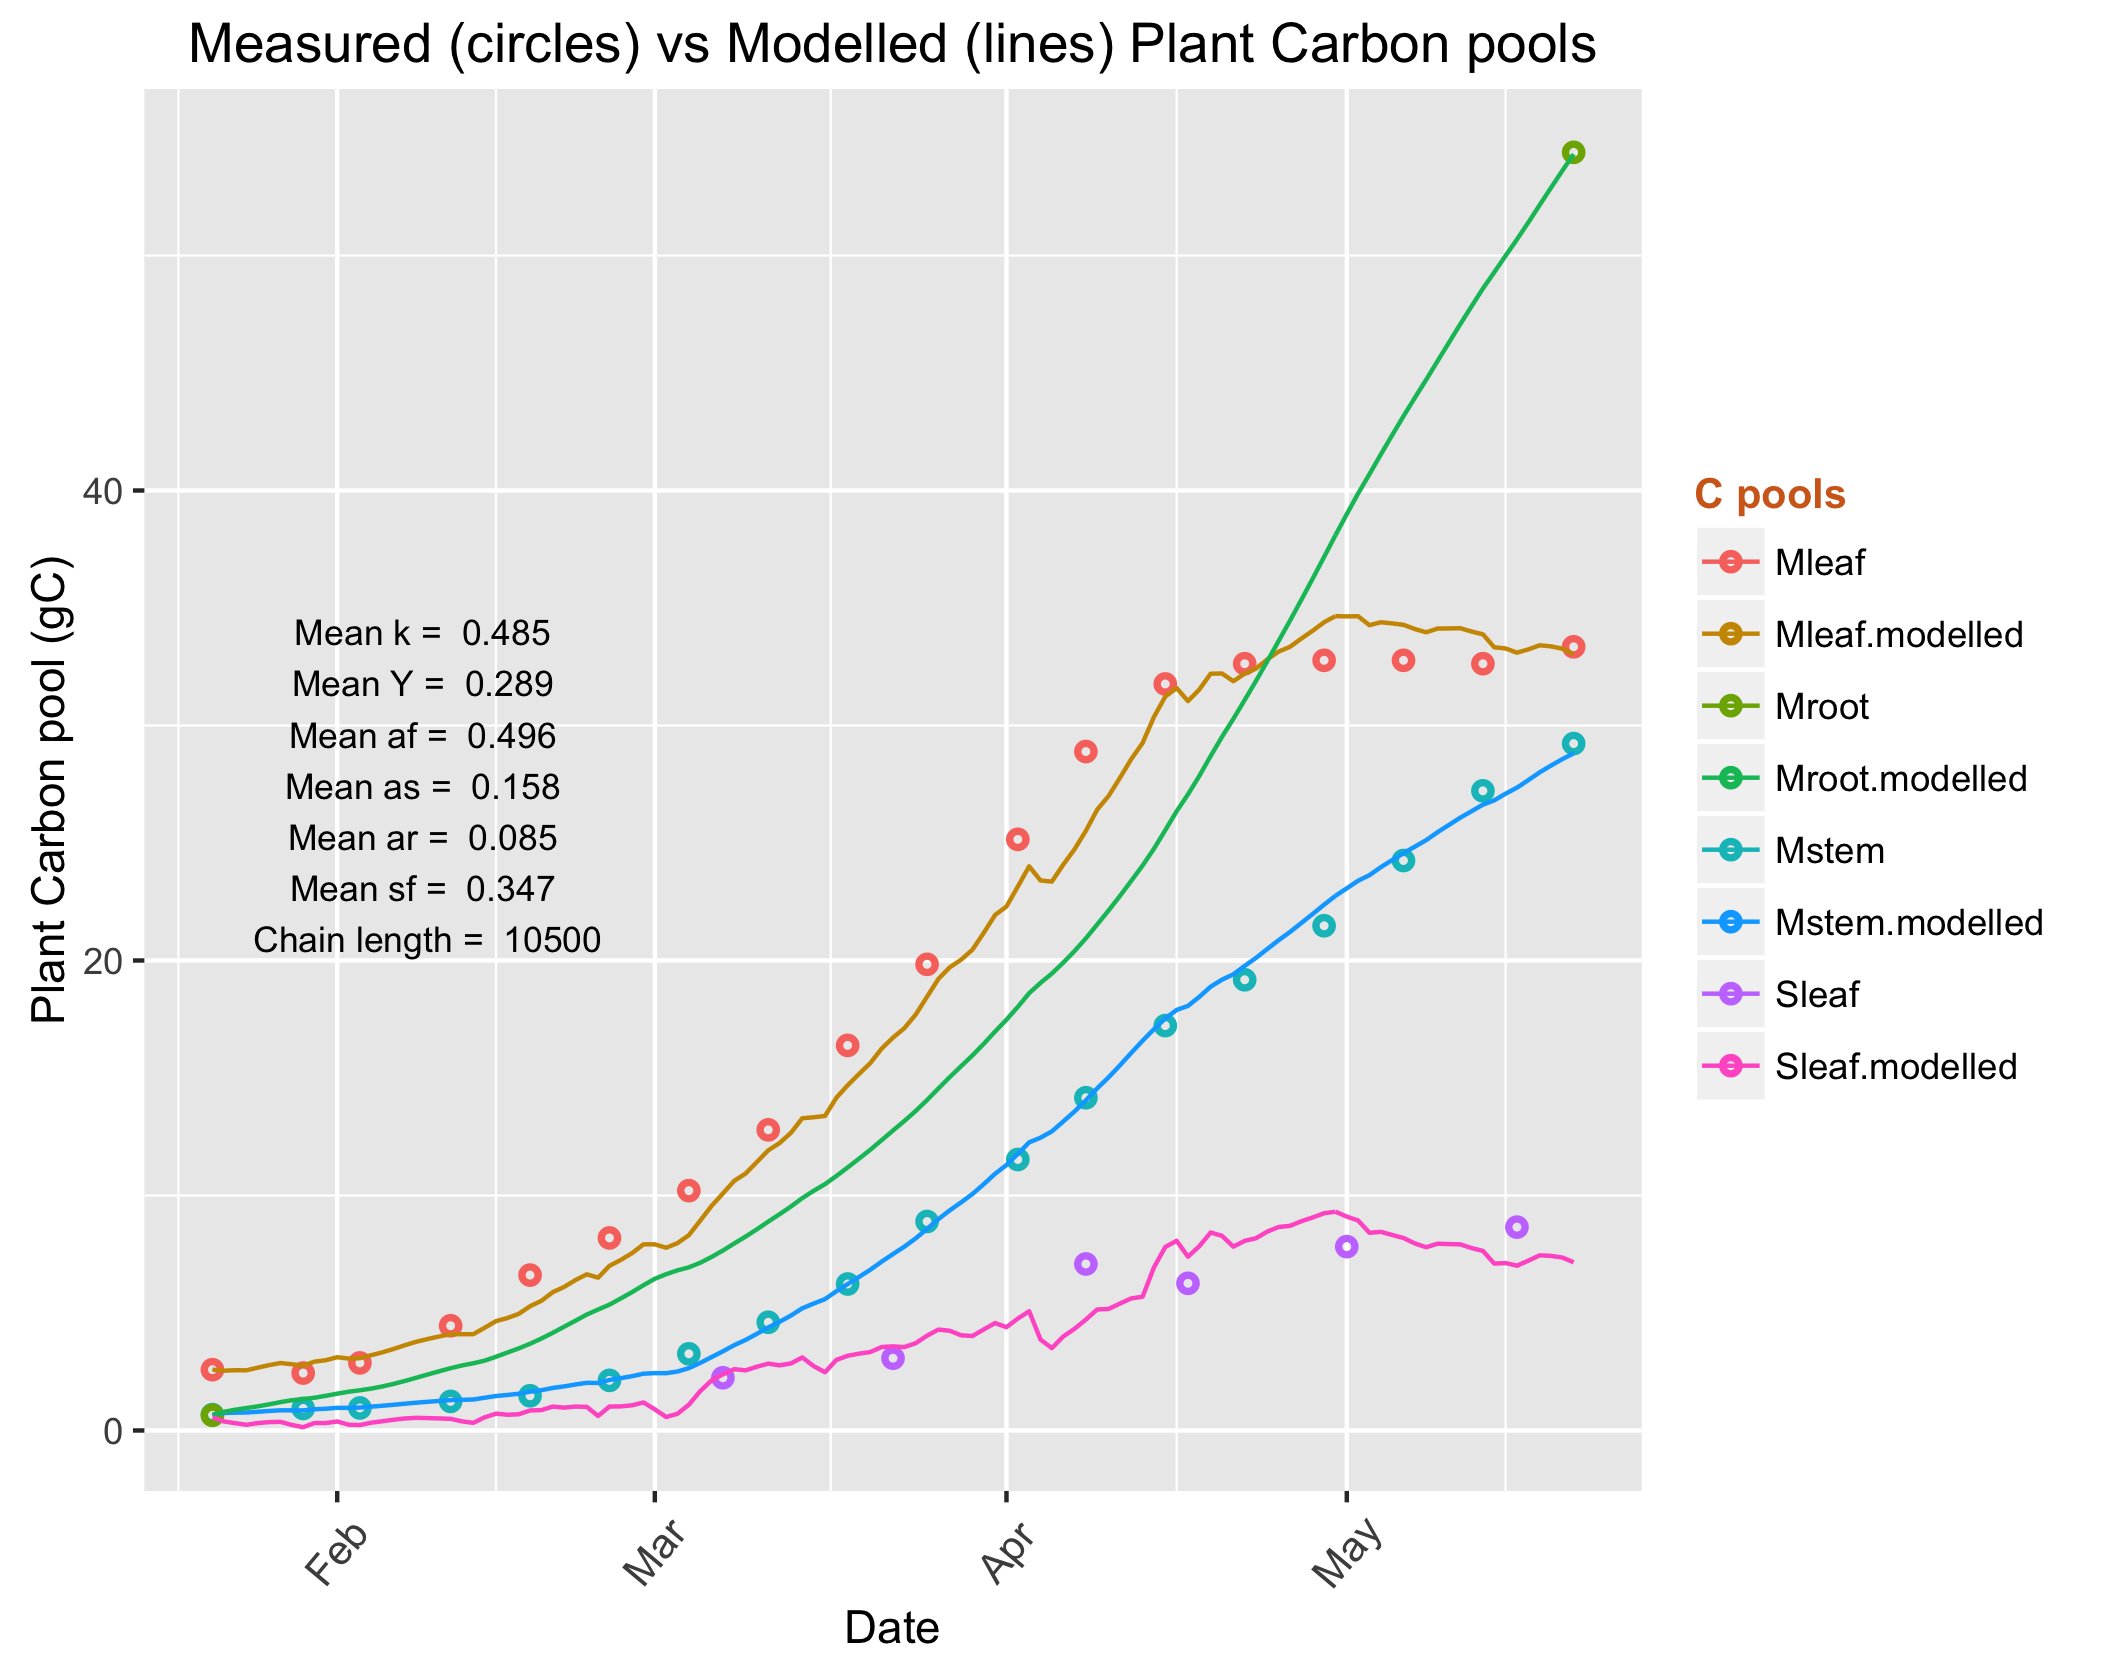 Measured (circles) vs Modelled (lines) Plant Carbon pools
Plant Carbon pool (gC)
40
20
0
Mean k = 0.485
Mean Y = 0.289
Mean af = 0.496
Mean as = 0.158
Mean ar = 0.085
Mean sf = 0.347
Chain length = 10500
Feb
Mar
Apr
May
Date
C pools
Mleaf
Mleaf.modelled
Mroot
Mroot.modelled
Mstem
Mstem.modelled
Sleaf
Sleaf.modelled